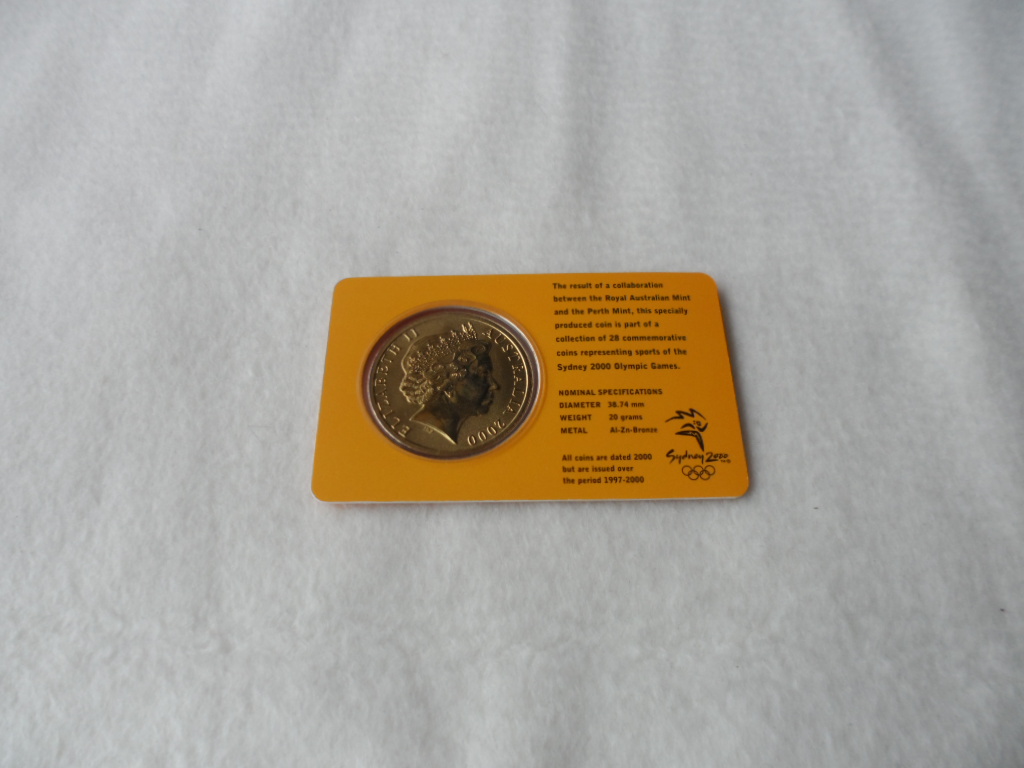 ELIZABETH II AUSTRALIA 2000
The result of a collaboration
between the Royal Australian Mint
and the Perth Mint, this specially
produced coin is part of a
collection of 28 commemorative
coins representing sports of the
Sydney 2000 Olympic Games.
NOMINAL SPECIFICATIONS
DIAMETER 38.74 mm
WEIGHT 20 grams
METAL Al-Zn-Bronze
All coins are dated 2000
but are issued over
the period 1997-2000
Sydney 2000